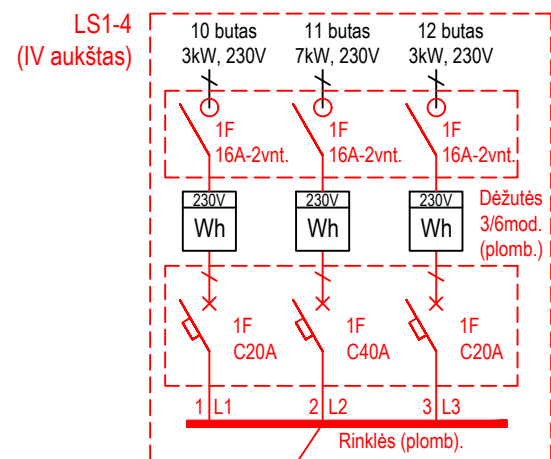 LS1-4
(IV aukštas)
10 butas
3kW, 230V
11 butas
7kW, 230V
12 butas
3kW, 230V
1F
16A-2vnt.
1F
16A-2vnt.
1F
16A-2vnt.
230V
Wh
230V
Wh
230V
Wh
Dėžutės
3/6mod.
(plomb.)
1F
C20A
1F
C40A
1F
C20A
1 L1
2 L2
3 L3
Rinklės (plomb).